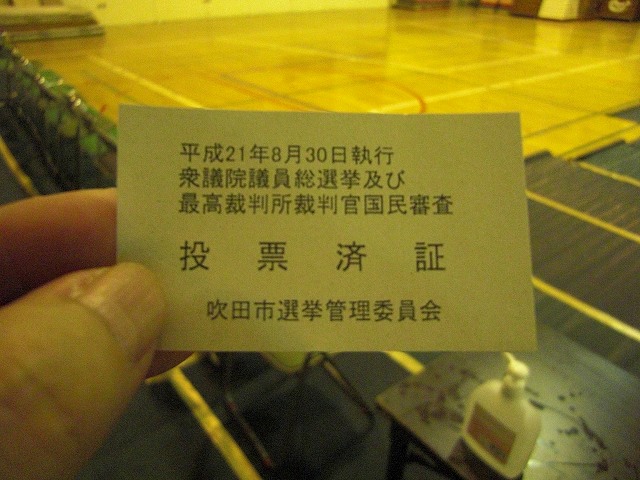 平成21年8月30日執行
衆議院議員総選挙及び
最高裁判所裁判官国民審査
投票済証
吹田市選挙管理委員会